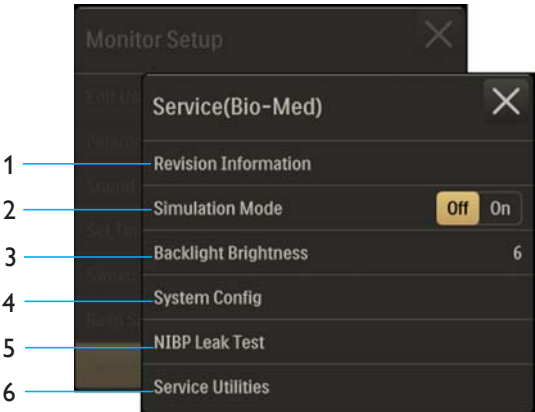 Monitor Setup
Service(Bio-Med)
1 Revision Information
2 Simulation Mode Off On
3 Backlight Brightness 6
4 System Config
5 NIBP Leak Test
6 Service Utilities